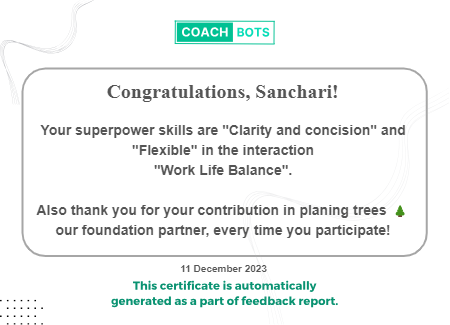 COACH BOTS
Congratulations, Sanchari!
Your superpower skills are "Clarity and concision" and
"Flexible" in the interaction
"Work Life Balance".
Also thank you for your contribution in planing trees 🌲
our foundation partner, every time you participate!
11 December 2023
This certificate is automatically
generated as a part of feedback report.